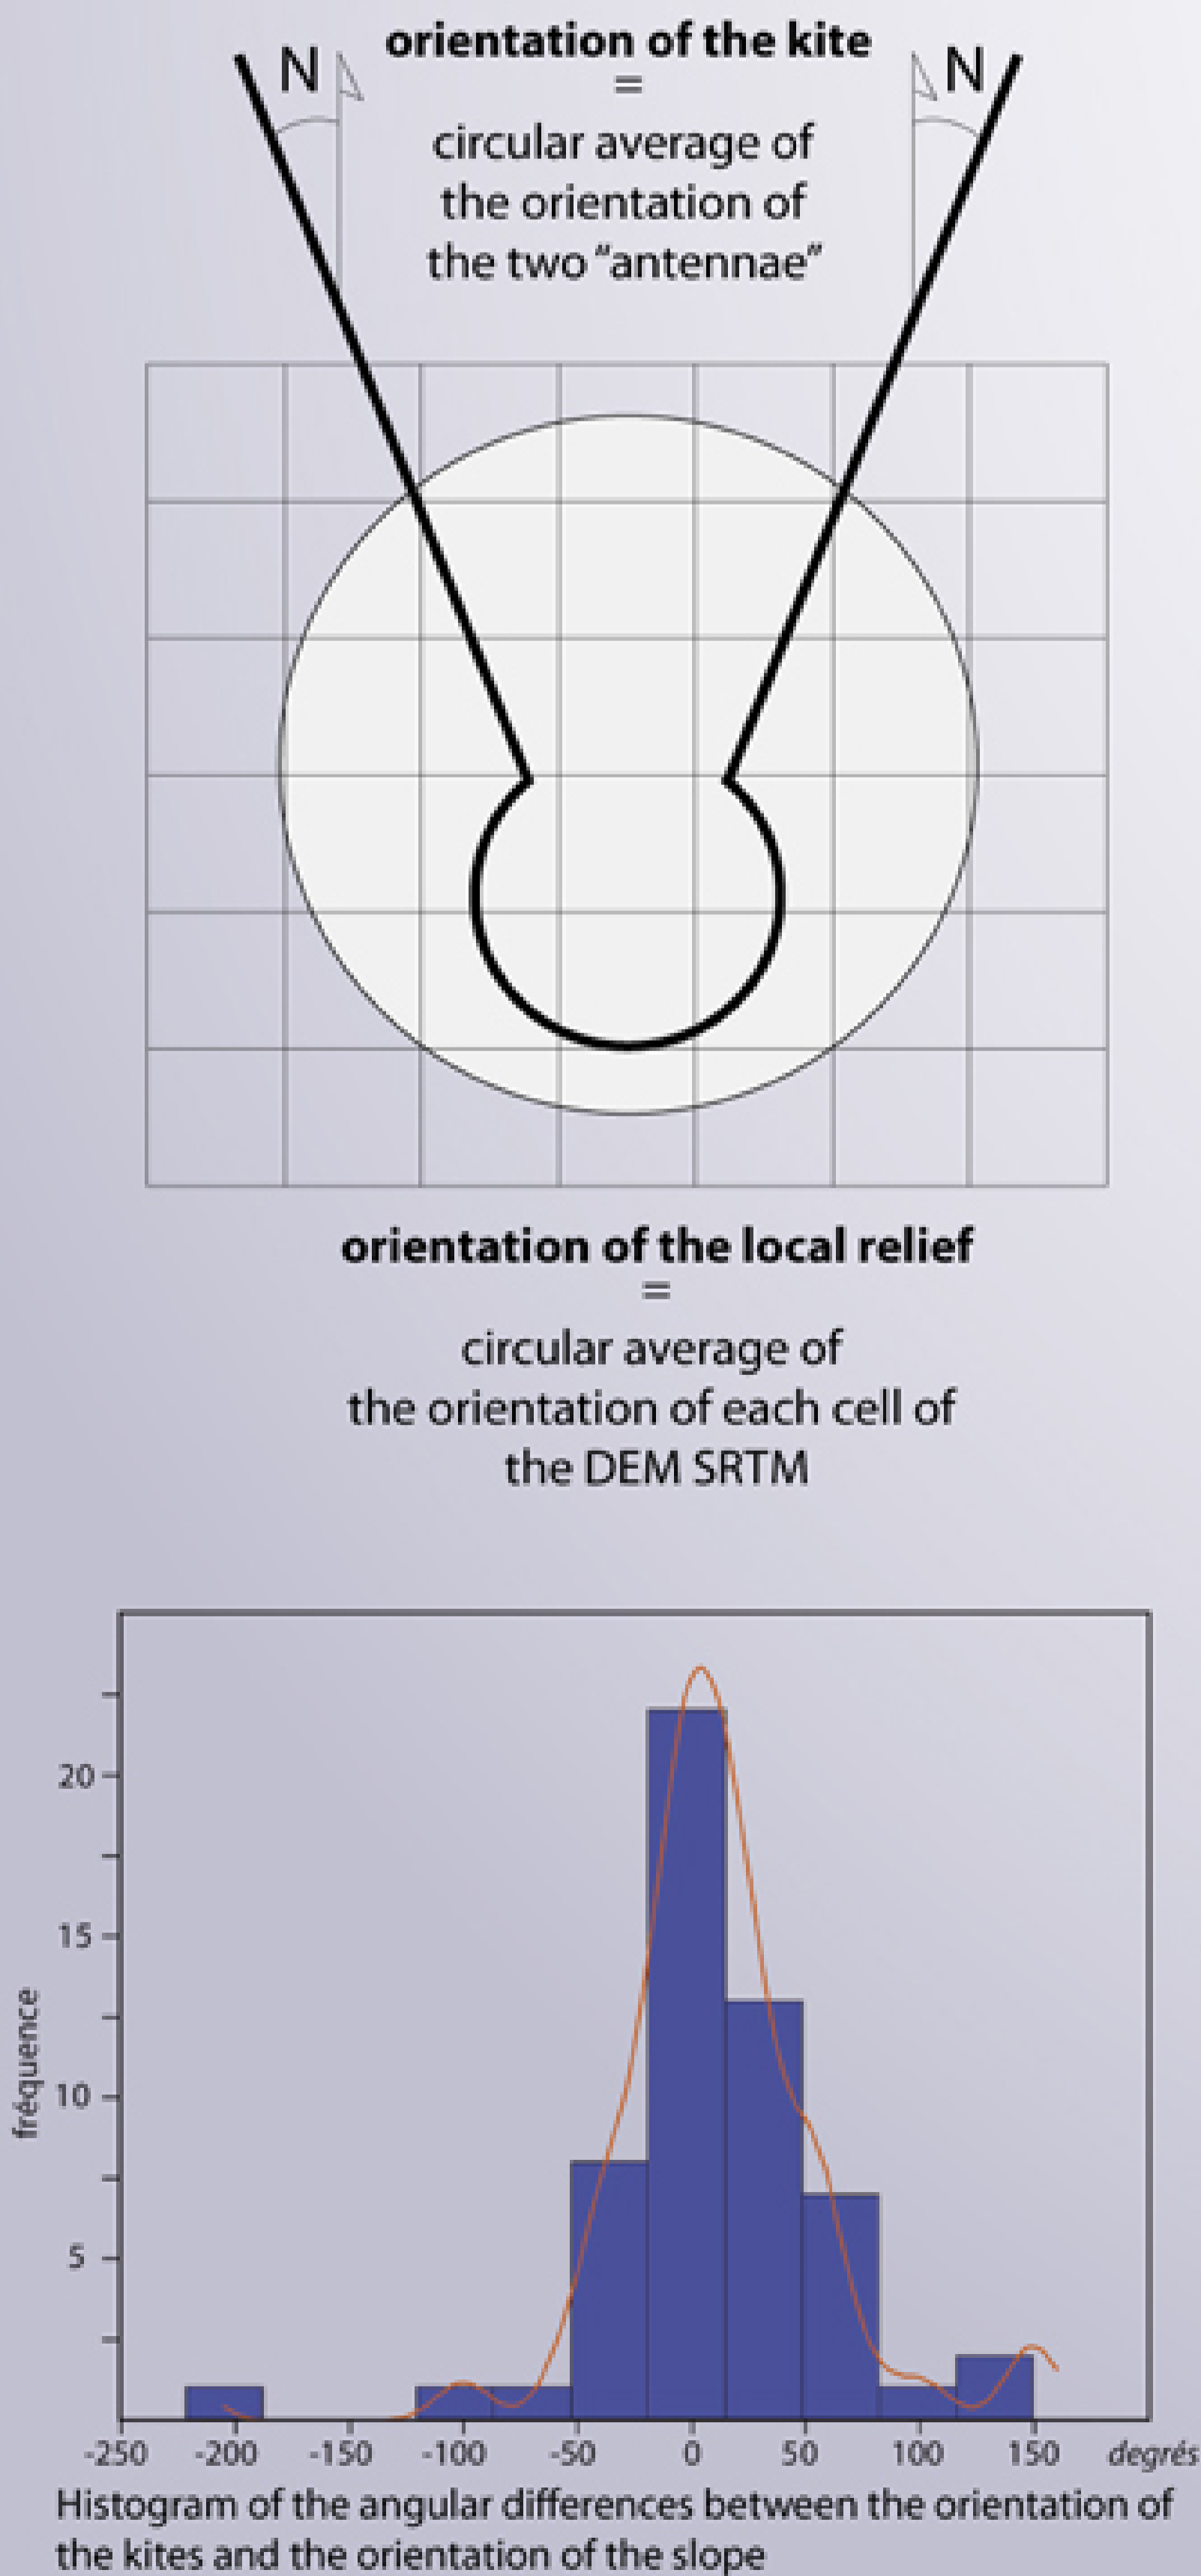 orientation of the kite
N N
=
circular average of
the orientation of
the two “antennae”
orientation of the local relief
=
circular average of
the orientation of each cell of
the DEM SRTM
20
15
10
5
fréquence
-250 -200 -150 -100 -50 0 50 100 150 degrés
Histogram of the angular differences between the orientation of
the kites and the orientation of the slope